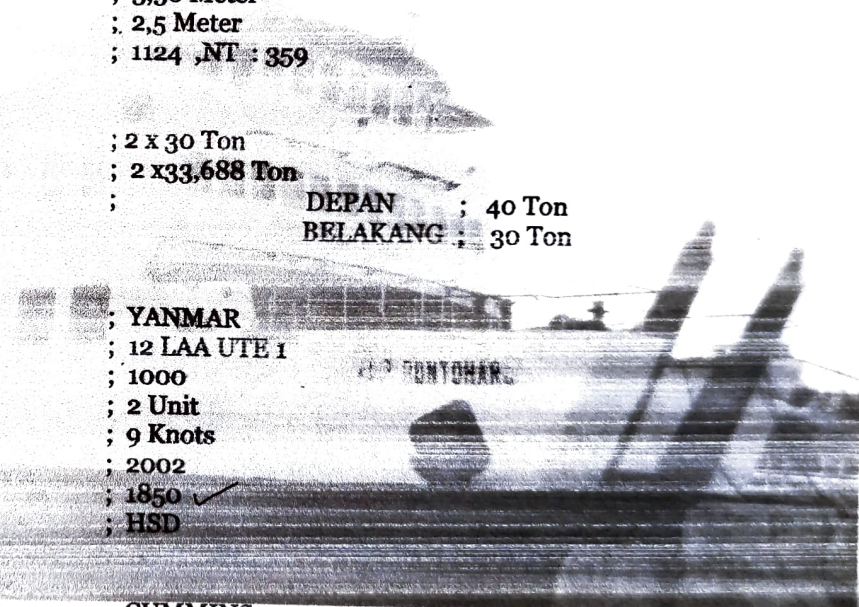 ; 2,5 Meter
; 1124 ,NT : 359
; 2 x 30 Ton
; 2 x33,688 Ton
; DEPAN ; 40 Ton
BELAKANG ; 30 Ton
; YANMAR
; 12 LAA UTE 1
; 1000
; 2 Unit
; 9 Knots
; 2002
; 1850
; HSD